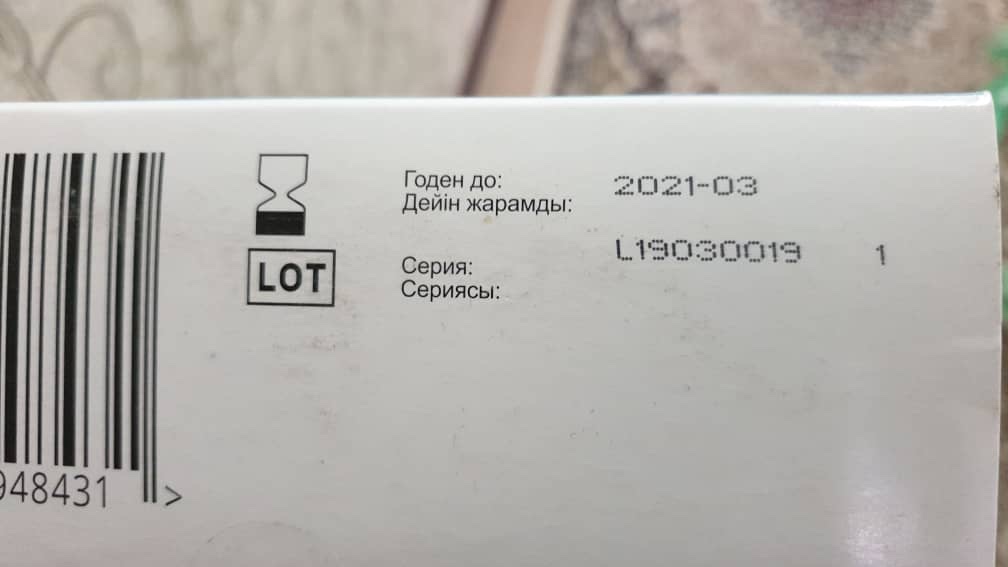 Годен до: 2021-03
Дейін жарамды:
LOT
Серия: L19030019 1
Сериясы:
948431 >